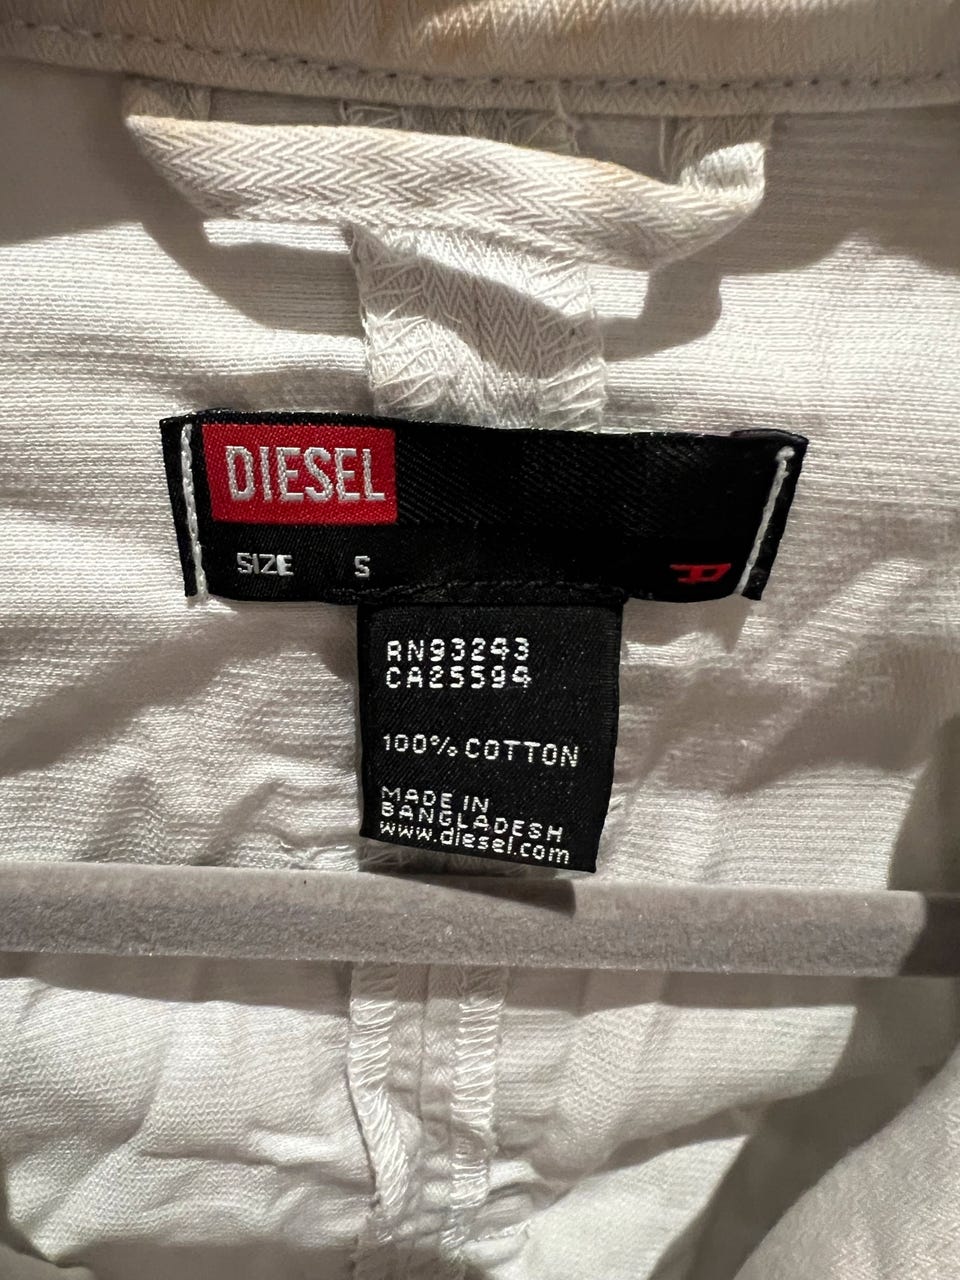 DIESEL
SIZE S
RN93243
CA25594
100% COTTON
MADE IN
BANGLADESH
www.diesel.com